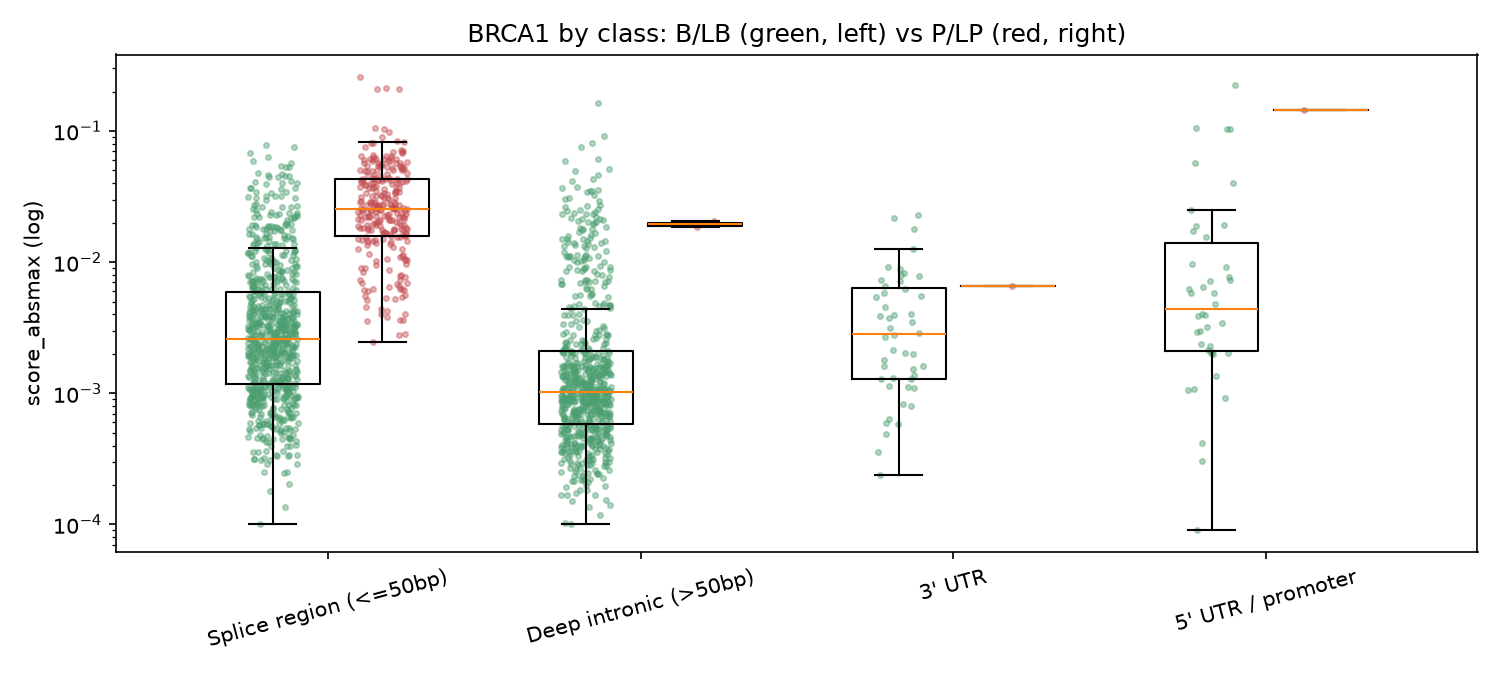 BRCA1 by class: B/LB (green, left) vs P/LP (red, right)
score_absmax (log)
10⁻¹
10⁻²
10⁻³
10⁻⁴
Splice region (<=50bp)
Deep intronic (>50bp)
3' UTR
5' UTR / promoter